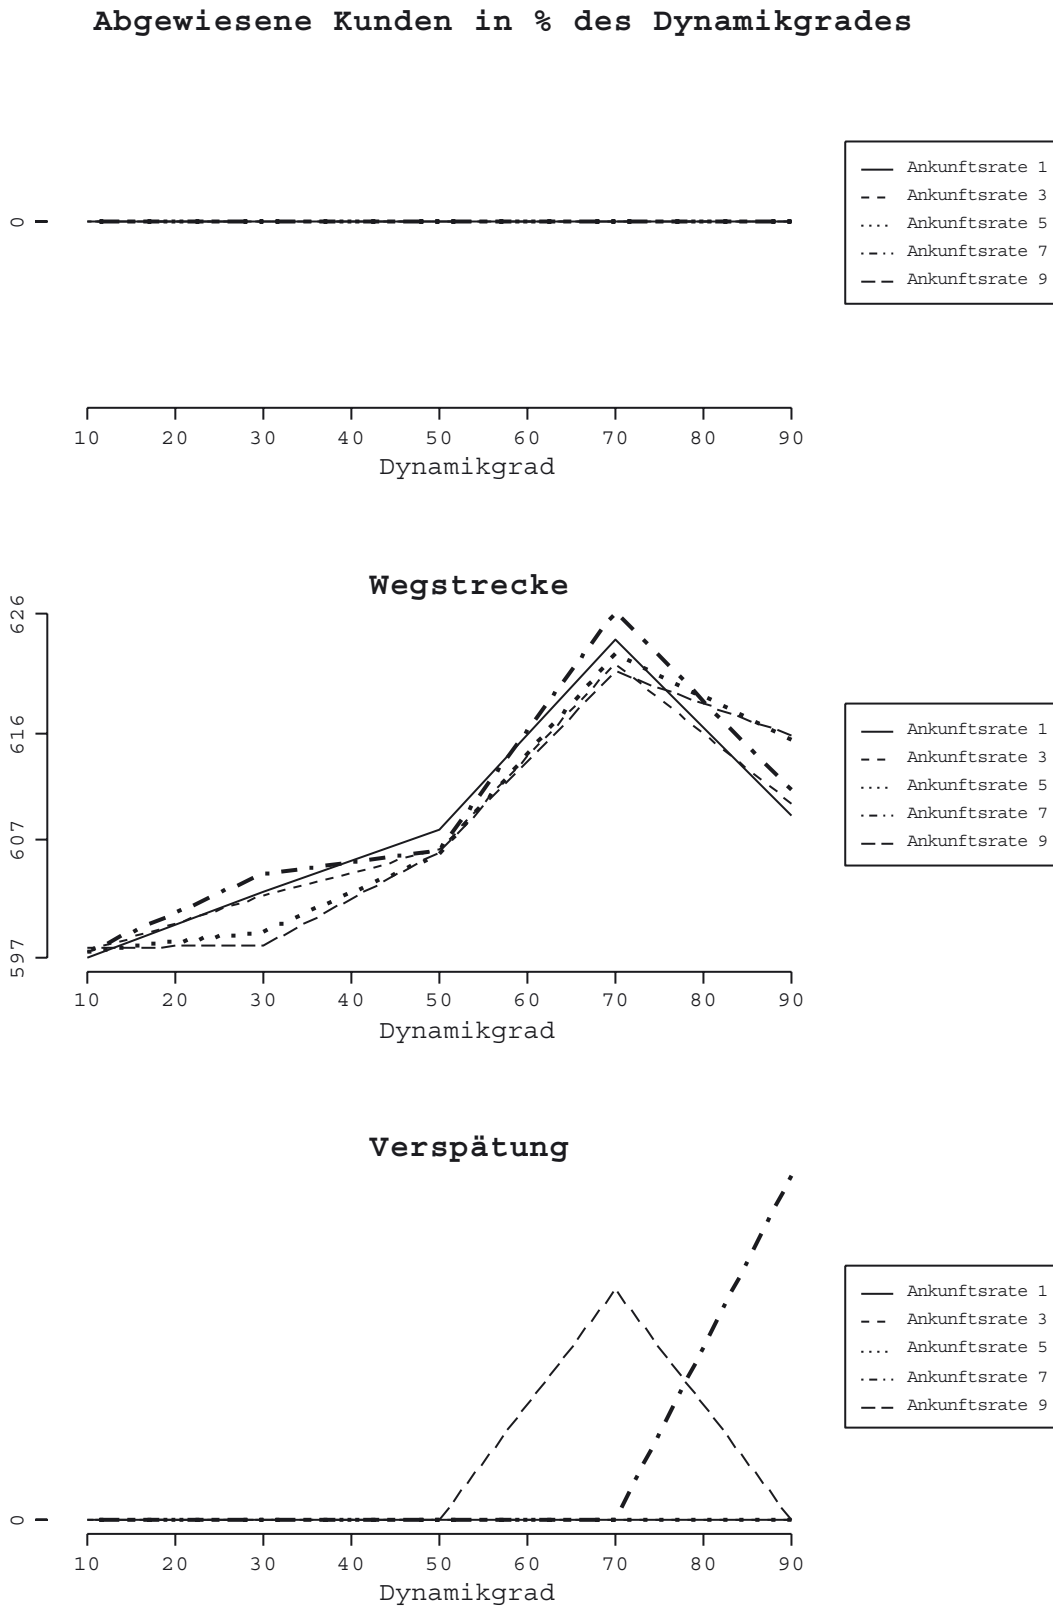 Abgewiesene Kunden in % des Dynamikgrades
0
Ankunftsrate 1
Ankunftsrate 3
Ankunftsrate 5
Ankunftsrate 7
Ankunftsrate 9
10 20 30 40 50 60 70 80 90
Dynamikgrad
Wegstrecke
626
616
607
597
Ankunftsrate 1
Ankunftsrate 3
Ankunftsrate 5
Ankunftsrate 7
Ankunftsrate 9
10 20 30 40 50 60 70 80 90
Dynamikgrad
Verspätung
Ankunftsrate 1
Ankunftsrate 3
Ankunftsrate 5
Ankunftsrate 7
Ankunftsrate 9
0
10 20 30 40 50 60 70 80 90
Dynamikgrad